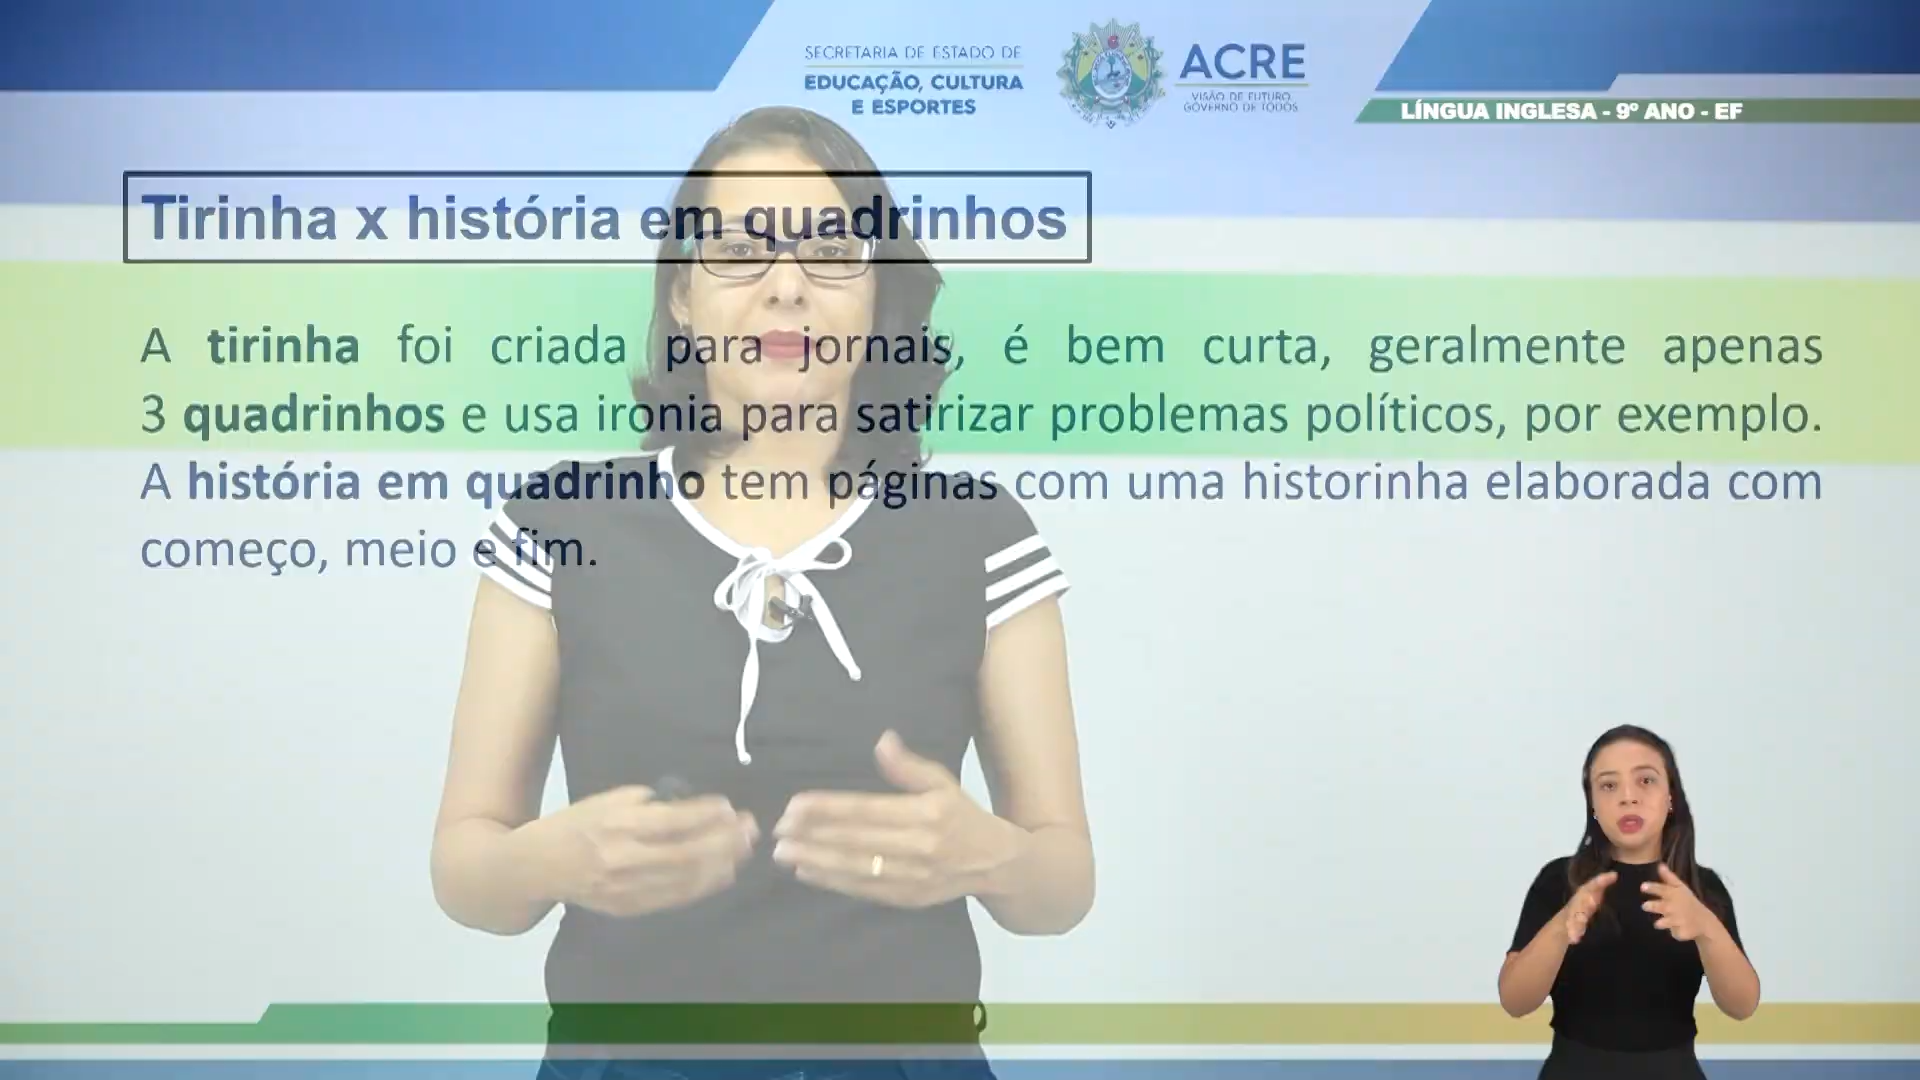 SECRETARIA DE ESTADO DE
EDUCAÇÃO, CULTURA
E ESPORTES
ACRE
VISÃO DE FUTURO,
GOVERNO DE TODOS
LÍNGUA INGLESA - 9º ANO - EF
Tirinha x história em quadrinhos
A tirinha foi criada para jornais, é bem curta, geralmente apenas
3 quadrinhos e usa ironia para satirizar problemas políticos, por exemplo.
A história em quadrinho tem páginas com uma historinha elaborada com
começo, meio e fim.